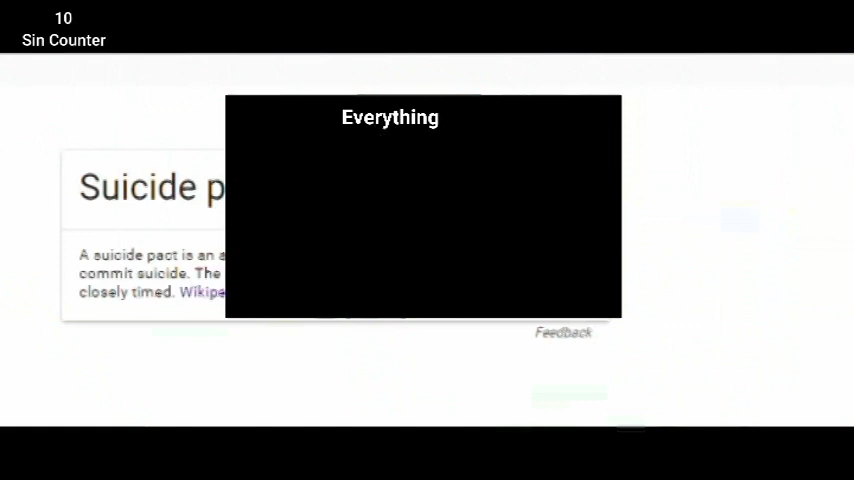 10
Sin Counter
Everything
Suicide p
A suicide pact is an a
commit suicide. The
closely timed. Wikipe
Feedback